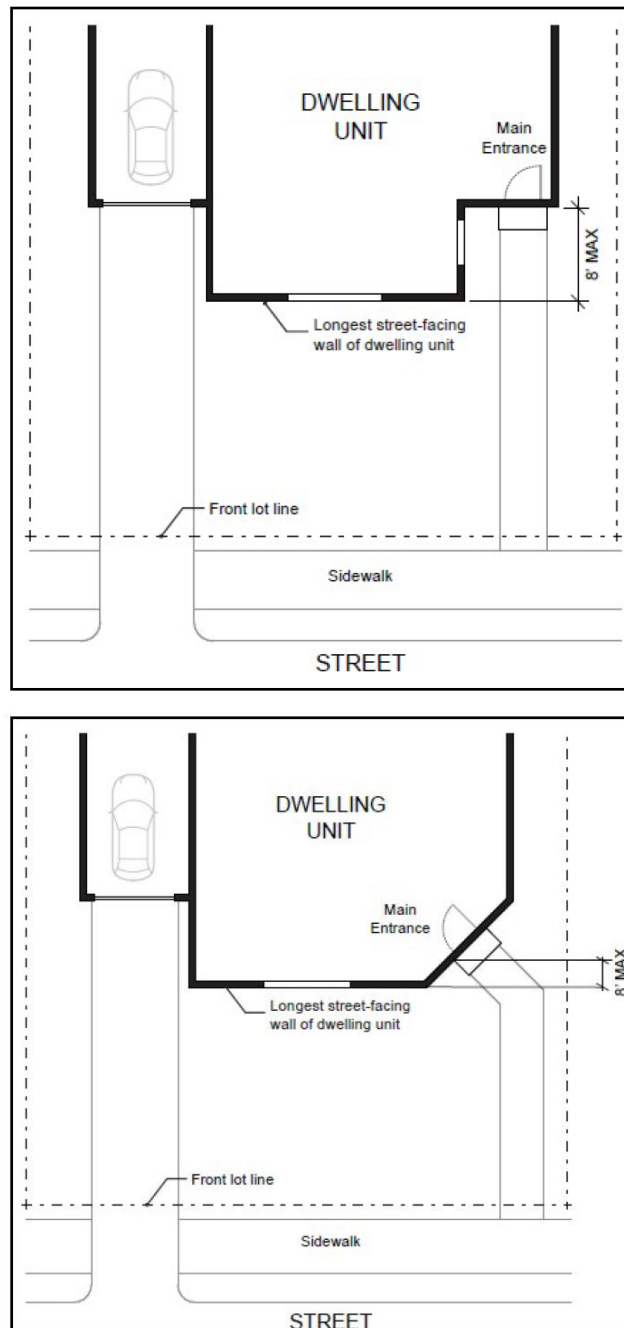 DWELLING
UNIT
Main
Entrance
8' MAX
Longest street-facing
wall of dwelling unit
Front lot line
Sidewalk
STREET
DWELLING
UNIT
Main
Entrance
8' MAX
Longest street-facing
wall of dwelling unit
Front lot line
Sidewalk
STREET